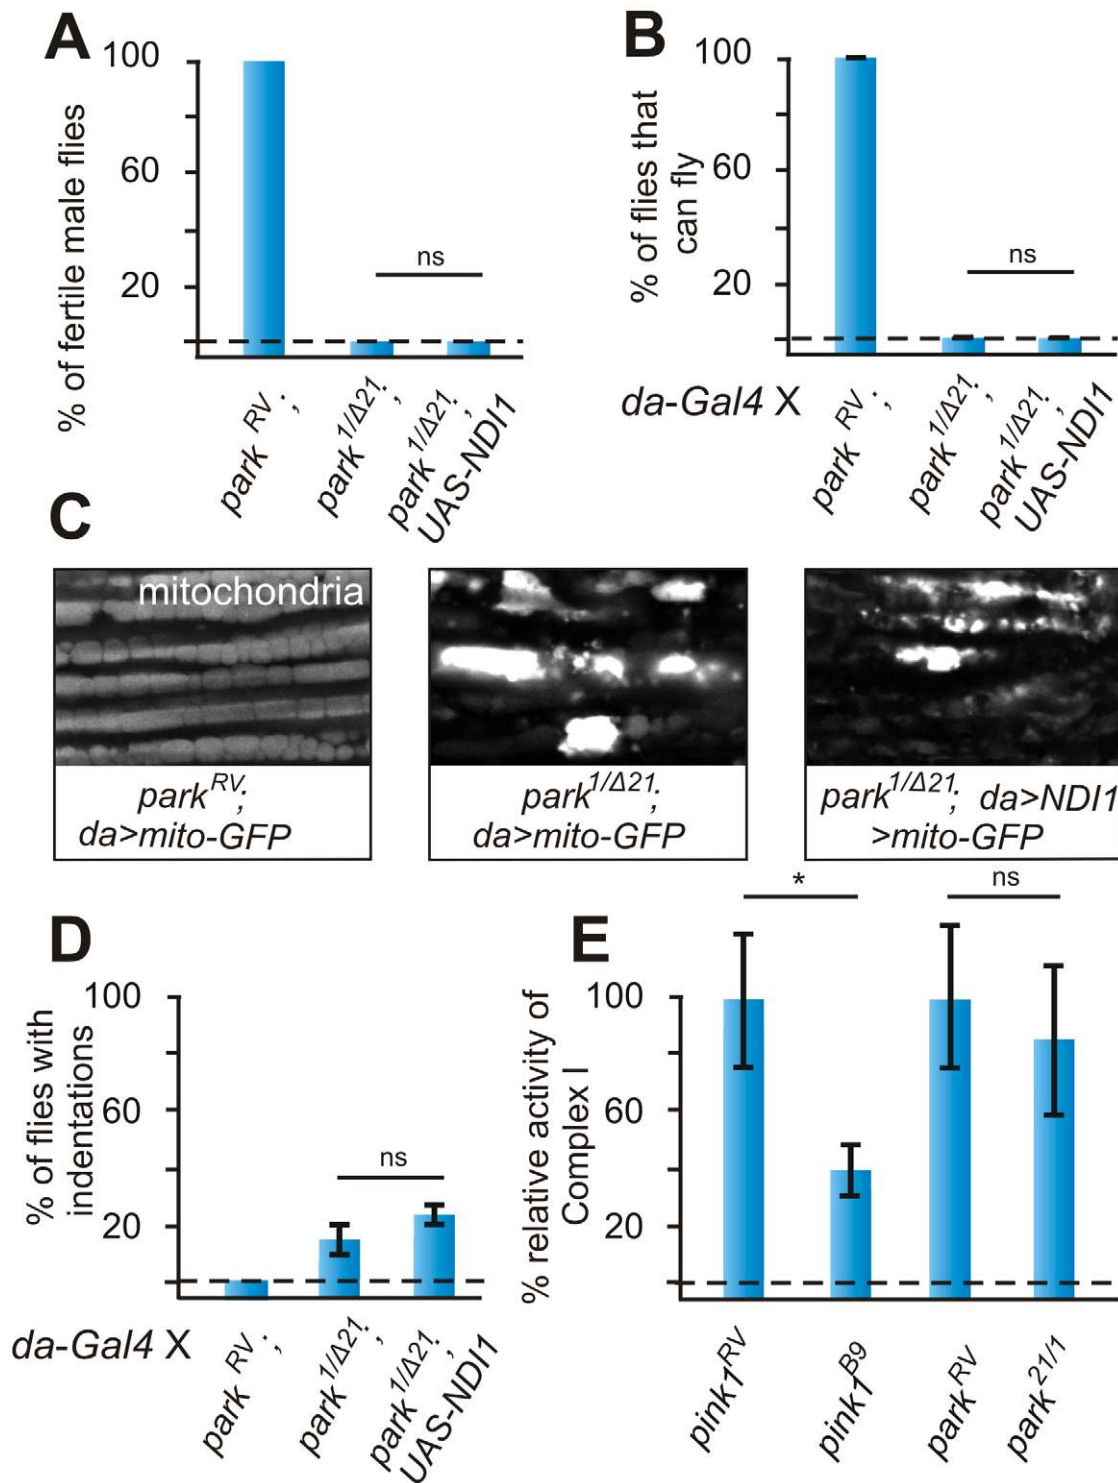 A
% of fertile male flies
100
60
20
ns
park^RV;
park^1/Δ21;
park^1/Δ21;
UAS-NDI1
B
% of flies that
can fly
100
60
20
ns
da-Gal4 X
park^RV;
park^1/Δ21;
park^1/Δ21;
UAS-NDI1
C
mitochondria
park^RV;
da>mito-GFP
park^1/Δ21;
da>mito-GFP
park^1/Δ21; da>NDI1
>mito-GFP
D
% of flies with
indentations
100
60
20
ns
da-Gal4 X
park^RV;
park^1/Δ21;
park^1/Δ21;
UAS-NDI1
E
% relative activity of
Complex I
100
60
20
*
ns
pink1^RV
pink1^B9
park^RV
park^21/1